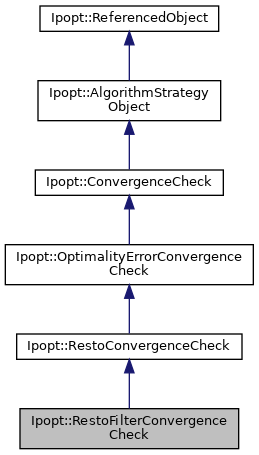 Ipopt::ReferencedObject
Ipopt::AlgorithmStrategy
Object
Ipopt::ConvergenceCheck
Ipopt::OptimalityErrorConvergence
Check
Ipopt::RestoConvergenceCheck
Ipopt::RestoFilterConvergence
Check